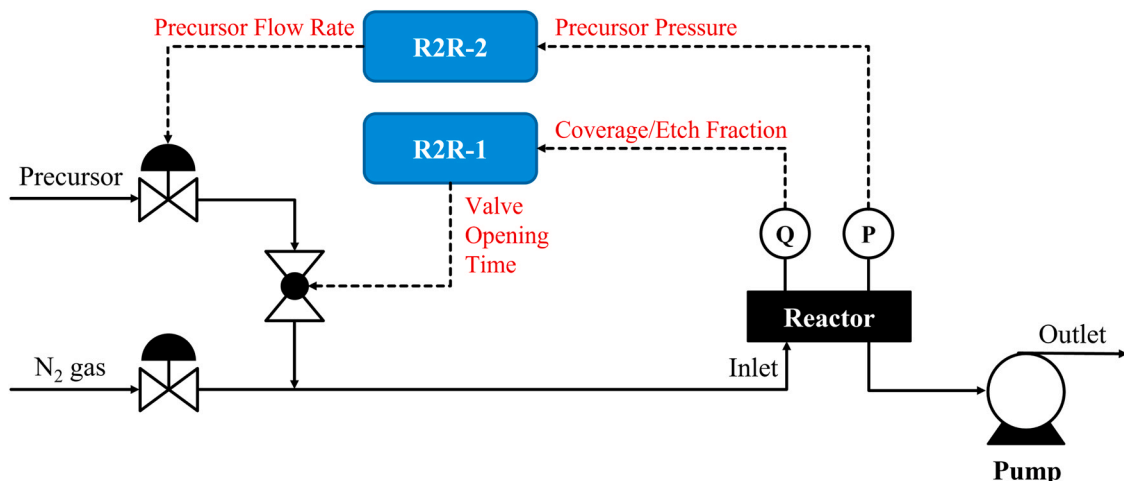 Precursor Flow Rate
R2R-2
Precursor Pressure
R2R-1
Coverage/Etch Fraction
Precursor
Valve
Opening
Time
Q
P
Reactor
Outlet
N₂ gas
Inlet
Pump